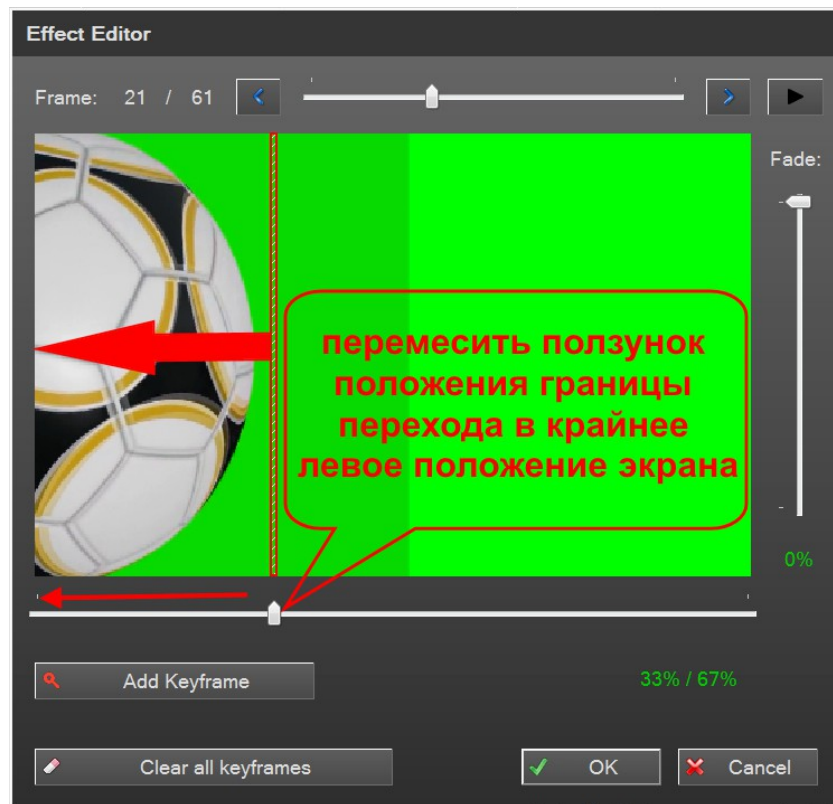 Effect Editor
Frame: 21 / 61
Fade:
перемесить ползунок
положения границы
перехода в крайнее
левое положение экрана
0%
Add Keyframe
33% / 67%
Clear all keyframes
OK
Cancel